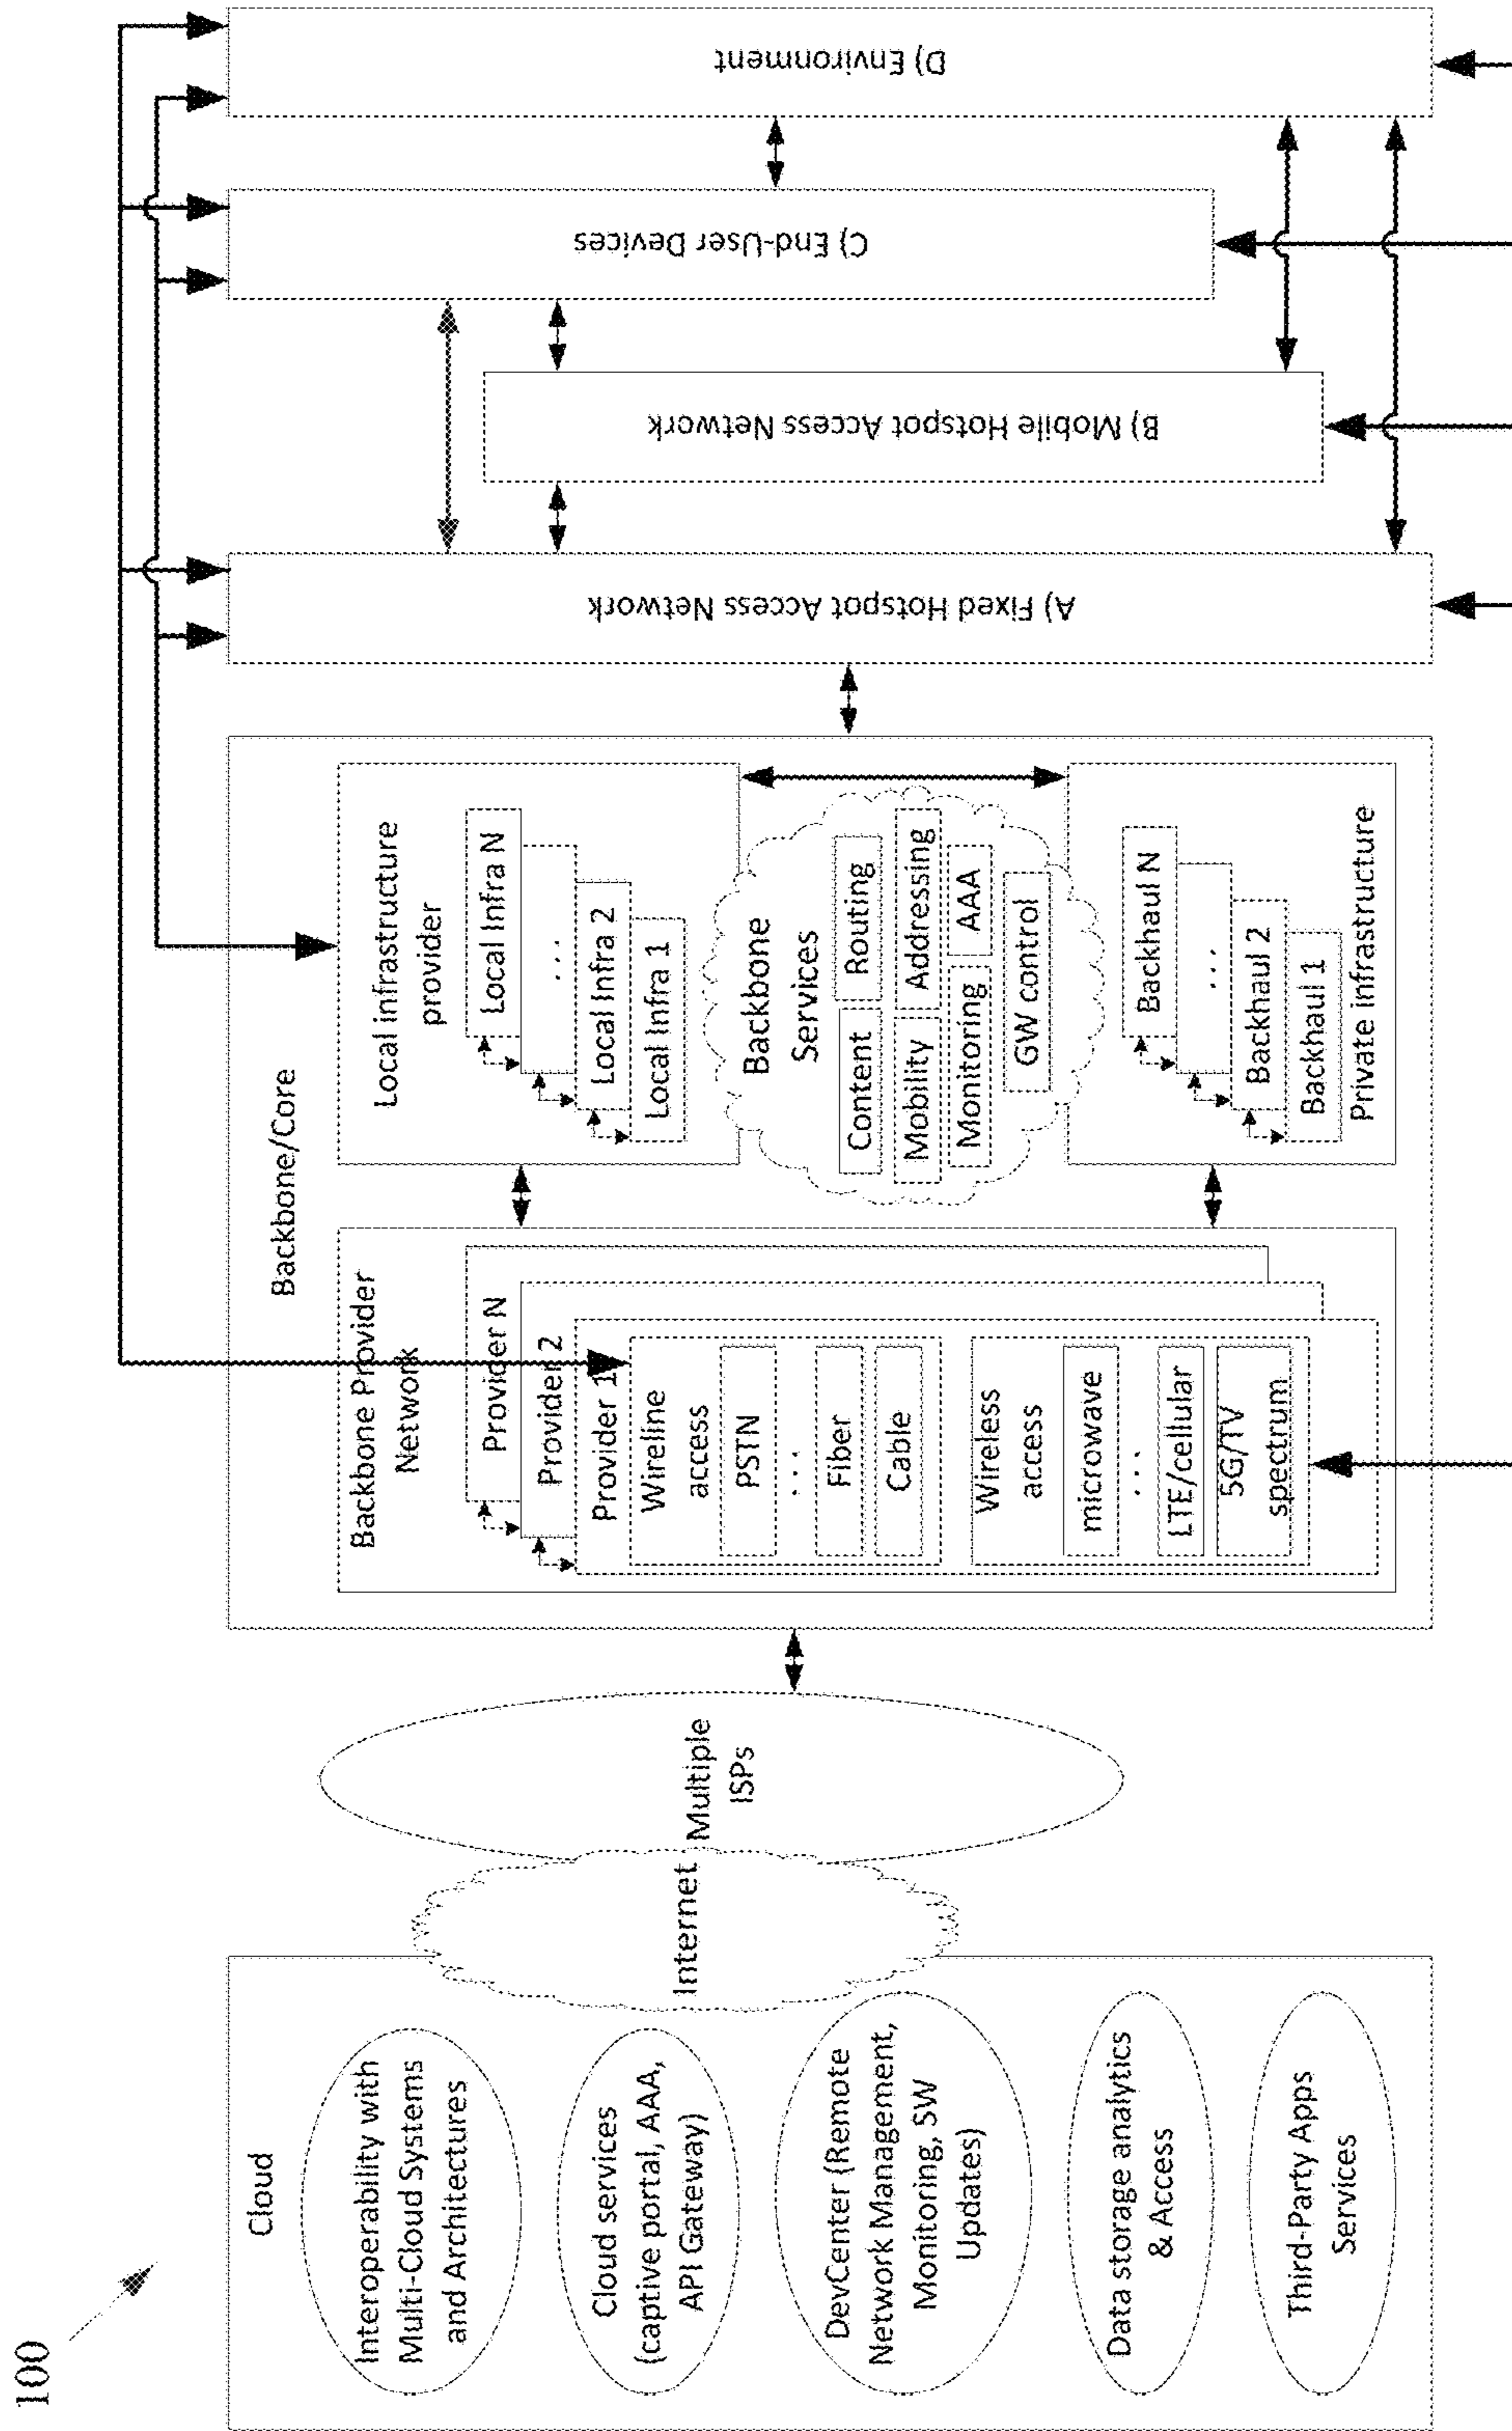 100
Cloud
Interoperability with
Multi-Cloud Systems
and Architectures
Cloud services
(captive portal, AAA,
API Gateway)
DevCenter (Remote
Network Management,
Monitoring, SW
Updates)
Data storage analytics
& Access
Third-Party Apps
Services
Internet
Multiple
ISPs
Backbone/Core
Backbone Provider
Network
Provider N
Provider 2
Provider 1
Wireline
access
PSTN
...
Fiber
Cable
Wireless
access
microwave
...
LTE/cellular
5G/TV
spectrum
Local infrastructure
provider
Local Infra N
...
Local Infra 2
Local Infra 1
Backbone
Services
Content
Routing
Mobility
Addressing
Monitoring
AAA
GW control
Backhaul N
...
Backhaul 2
Backhaul 1
Private infrastructure
A) Fixed Hotspot Access Network
B) Mobile Hotspot Access Network
C) End-User Devices
D) Environment